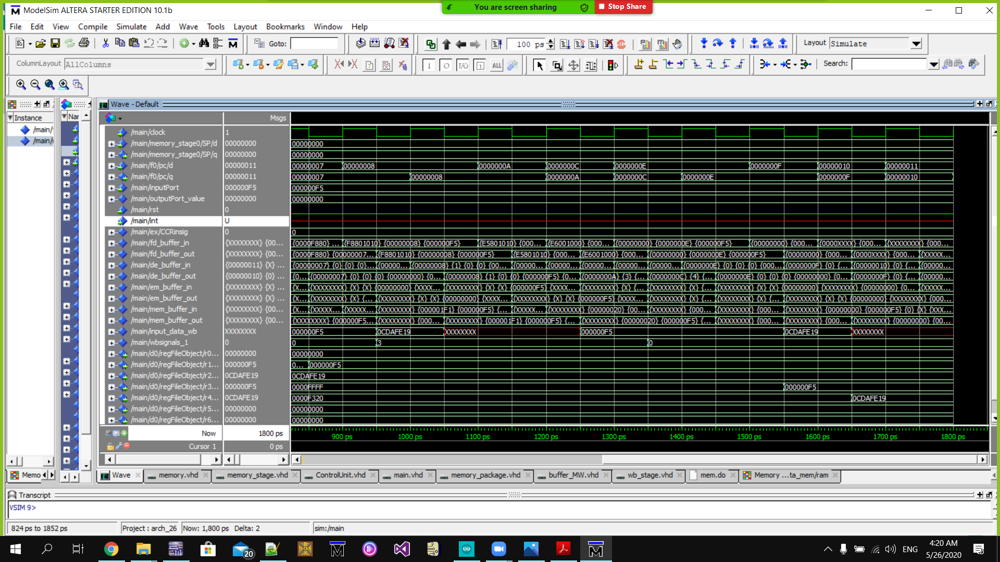 ModelSim ALTERA STARTER EDITION 10.1b
You are screen sharing
Stop Share
File Edit View Compile Simulate Add Wave Tools Layout Bookmarks Window Help
Goto:
100 ps
Layout Simulate
ColumnLayout AllColumns
Search:
Wave - Default
Instance
Msgs
/main/clock 1
/main/memory_stage0/SP/d 00000000 00000000
/main/memory_stage0/SP/q 00000000 00000000
/main/f0/pc/d 00000011 00000007 00000008 0000000A 0000000C 0000000E 0000000F 00000010 00000011
/main/f0/pc/q 00000011 00000007 00000008 0000000A 0000000C 0000000E 0000000F 00000010
/main/inputPort 000000F5 000000F5
/main/outputPort_value 00000000 00000000
/main/rst 0
/main/int U
/main/ex/CCRinsig 0 0
/main/fd_buffer_in {XXXXXXXX} {00... {0000F880} ... {F8801010} {00000008} {000000F5} {E5801010} {000... {E6001000} {000... {00000000} {0000000E} {000000F5} {00000000} {000... {0000XXXX} {000... {XXXXXXXX} {000...
/main/fd_buffer_out {XXXXXXXX} {00... {0000F880} {00000007... {F8801010} {00000008} {000000F5} {E5801010} {000... {E6001000} {000... {00000000} {0000000E} {000000F5} {00000000} {000... {0000XXXX} {000... {XXXXX...
/main/de_buffer_in {00000011} {X} ... {00000007} {0} {0}... {00000... {00000008} {1} {0} {0} {00... {00000... {00000... {00000... {00000... {0000000E} {0} {0} {0} {00... {0000000F} {0} {... {00000010} {0} {... {00000...
/main/de_buffer_out {00000010} {0} ... {0... {00000007} {0} {0} {0} {00000000} {0... {00000008} {1} {0} {0} {000000F5} {0... {0000000A} {3} {... {0000000C} {4} {... {0000000E} {0} {0} {0} {00000000} {0... {0000000F} {0} {... {00000...
/main/em_buffer_in {XXXXXXXX} {X} ... {X... {XXXXXXXX} {X} {X} {00000000} {XXXX... {XXXXXXXX} {X} {X} {000000F5} {XXXX... {XXXXXXXX} {X} {... {XXXXXXXX} {X} {... {XXXXXXXX} {X} {X} {00000000} {XXXXXXXX} {00000000} {0... {XXXXX...
/main/em_buffer_out {XXXXXXXX} {X} ... {X... {XXXXXXXX} {X} {... {XXXXXXXX} {X} {X} {00000000} {XXXX... {XXXXXXXX} {X} {X} {000000F5} {XXXX... {XXXXXXXX} {X} {... {XXXXXXXX} {X} {... {XXXXXXXX} {X} {X} {00000000} {XXXXXXXX} {000...
/main/mem_buffer_in {XXXXXXXX} {00... {X... {XXXXX... {XXXXX... {XXXXXXXX} {000001F1} {000000F5} {... {XXXXX... {XXXXXXXX} {00000020} {000... {XXXXXXXX} {000... {XXXXXXXX} {000... {XXXXXXXX} {00000000} {000000F5} {0} {X} {XXX...
/main/mem_buffer_out {XXXXXXXX} {00... {XXXXXXXX} {000000F5... {XXXXXXXX} {000... {XXXXXXXX} {000001F1} {000000F5} {... {XXXXXXXX} {00000020} {000000F5} {... {XXXXXXXX} {000... {XXXXXXXX} {000... {XXXXXXXX} {00000000} {00...
/main/input_data_wb XXXXXXXX 000000F5 0CDAFE19 XXXXXXXX 000000F5 0CDAFE19 XXXXXXXX
/main/wbsignals_1 0 0 3 0
/main/d0/regFileObject/r0... 00000000 00000000
/main/d0/regFileObject/r1... 000000F5 0... 000000F5
/main/d0/regFileObject/r2... 0CDAFE19 0CDAFE19
/main/d0/regFileObject/r3... 000000F5 0000FFFF 000000F5
/main/d0/regFileObject/r4... 0CDAFE19 0000F320 0CDAFE19
/main/d0/regFileObject/r5... 00000000 00000000
/main/d0/regFileObject/r6... 00000000 00000000
Now 1800 ps 900 ps 1000 ps 1100 ps 1200 ps 1300 ps 1400 ps 1500 ps 1600 ps 1700 ps 1800 ps
Cursor 1 0 ps
Memo Wave memory.vhd memory_stage.vhd ControlUnit.vhd main.vhd memory_package.vhd buffer_MW.vhd wb_stage.vhd mem.do Memory ...ta_mem/ram
Transcript
VSIM 9>
824 ps to 1852 ps Project : arch_26 Now: 1,800 ps Delta: 2 sim:/main
20
ENG
4:20 AM
5/26/2020